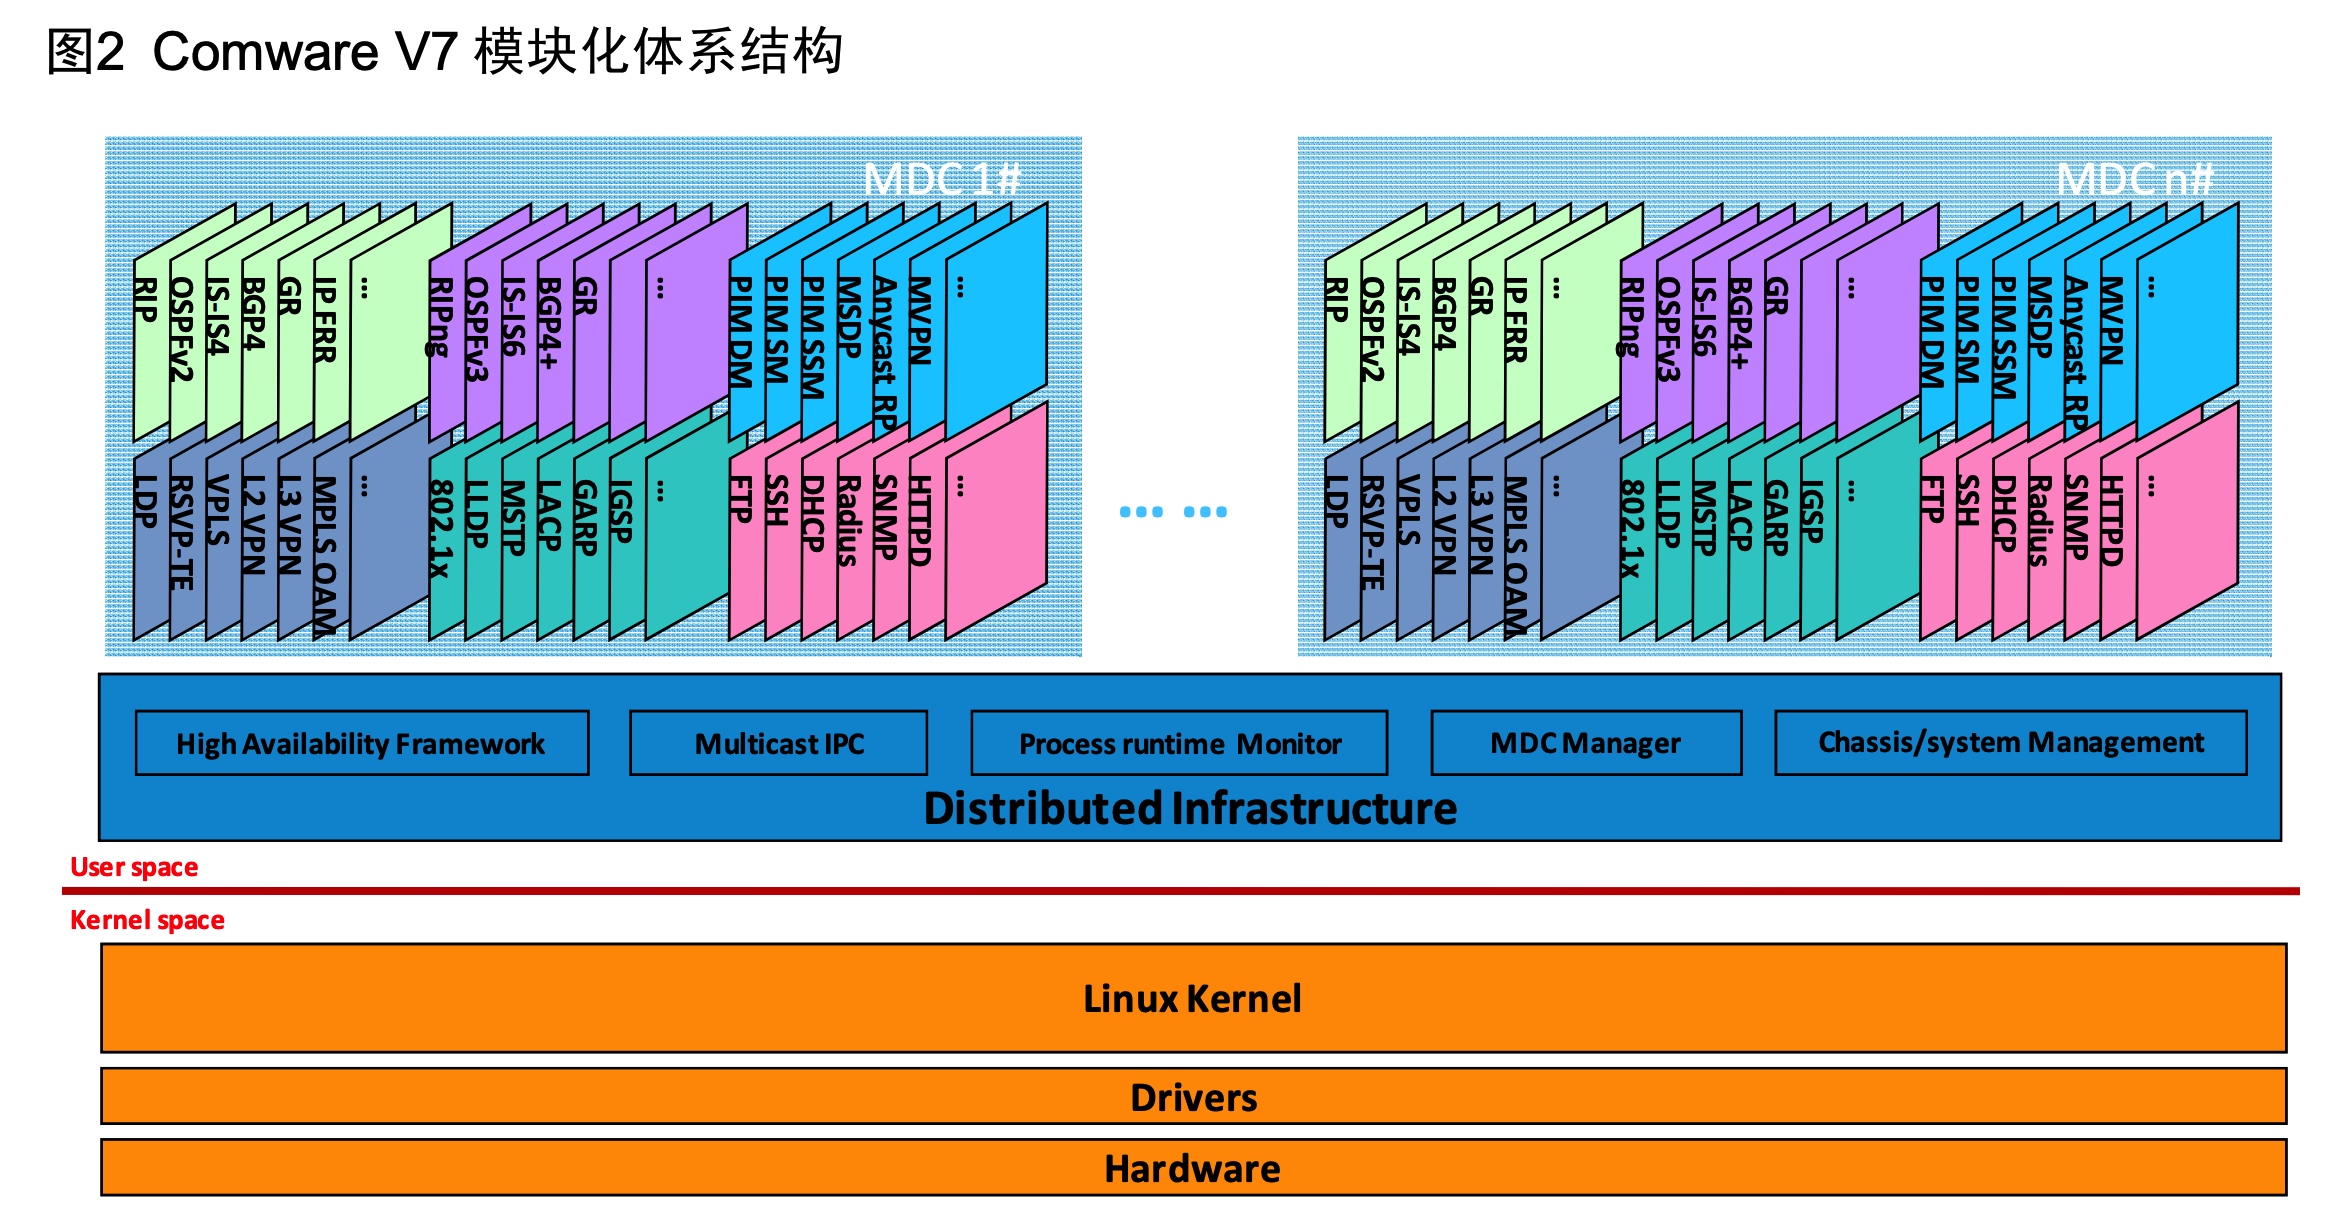 图2 Comware V7 模块化体系结构
MDC 1#
RIP
OSPFv2
IS-IS4
BGP4
GR
IP FRR
...
RIPng
OSPFv3
IS-IS6
BGP4+
GR
...
PIM DM
PIM SM
PIM SSM
MSDP
Anycast RP
MVPN
...
LDP
RSVP-TE
VPLS
L2 VPN
L3 VPN
MPLS OAM
...
802.1x
LLDP
MSTP
LACP
GARP
IGSP
...
FTP
SSH
DHCP
Radius
SNMP
HTTPD
...
... ...
MDC n#
RIP
OSPFv2
IS-IS4
BGP4
GR
IP FRR
...
RIPng
OSPFv3
IS-IS6
BGP4+
GR
...
PIM DM
PIM SM
PIM SSM
MSDP
Anycast RP
MVPN
...
LDP
RSVP-TE
VPLS
L2 VPN
L3 VPN
MPLS OAM
...
802.1x
LLDP
MSTP
LACP
GARP
IGSP
...
FTP
SSH
DHCP
Radius
SNMP
HTTPD
...
High Availability Framework
Multicast IPC
Process runtime Monitor
MDC Manager
Chassis/system Management
Distributed Infrastructure
User space
Kernel space
Linux Kernel
Drivers
Hardware